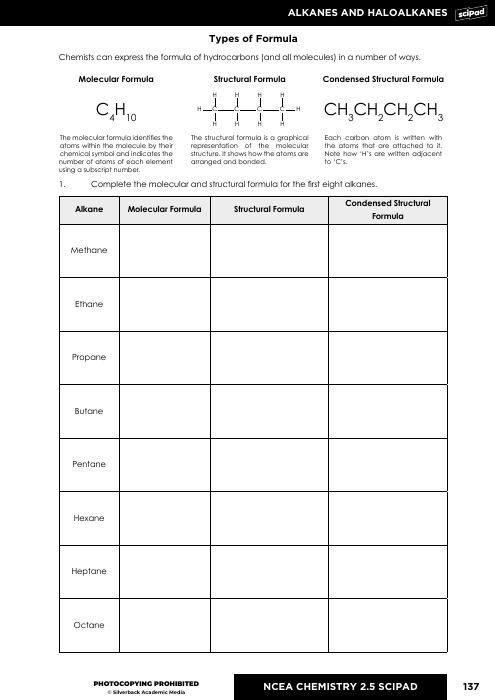 ALKANES AND HALOALKANES scipad
Types of Formula
Chemists can express the formula of hydrocarbons (and all molecules) in a number of ways.
Molecular Formula Structural Formula Condensed Structural Formula
H H H H
C₄H₁₀ H C C C C H CH₃CH₂CH₂CH₃
H H H H
The molecular formula identifies the
atoms within the molecule by their
chemical symbol and indicates the
number of atoms of each element
using a subscript number.
The structural formula is a graphical
representation of the molecular
structure. It shows how the atoms are
arranged and bonded.
Each carbon atom is written with
the atoms that are attached to it.
Note how 'H's are written adjacent
to 'C's.
1. Complete the molecular and structural formula for the first eight alkanes.
Alkane Molecular Formula Structural Formula Condensed Structural
Formula
Methane
Ethane
Propane
Butane
Pentane
Hexane
Heptane
Octane
PHOTOCOPYING PROHIBITED
© Silverback Academic Media
NCEA CHEMISTRY 2.5 SCIPAD 137